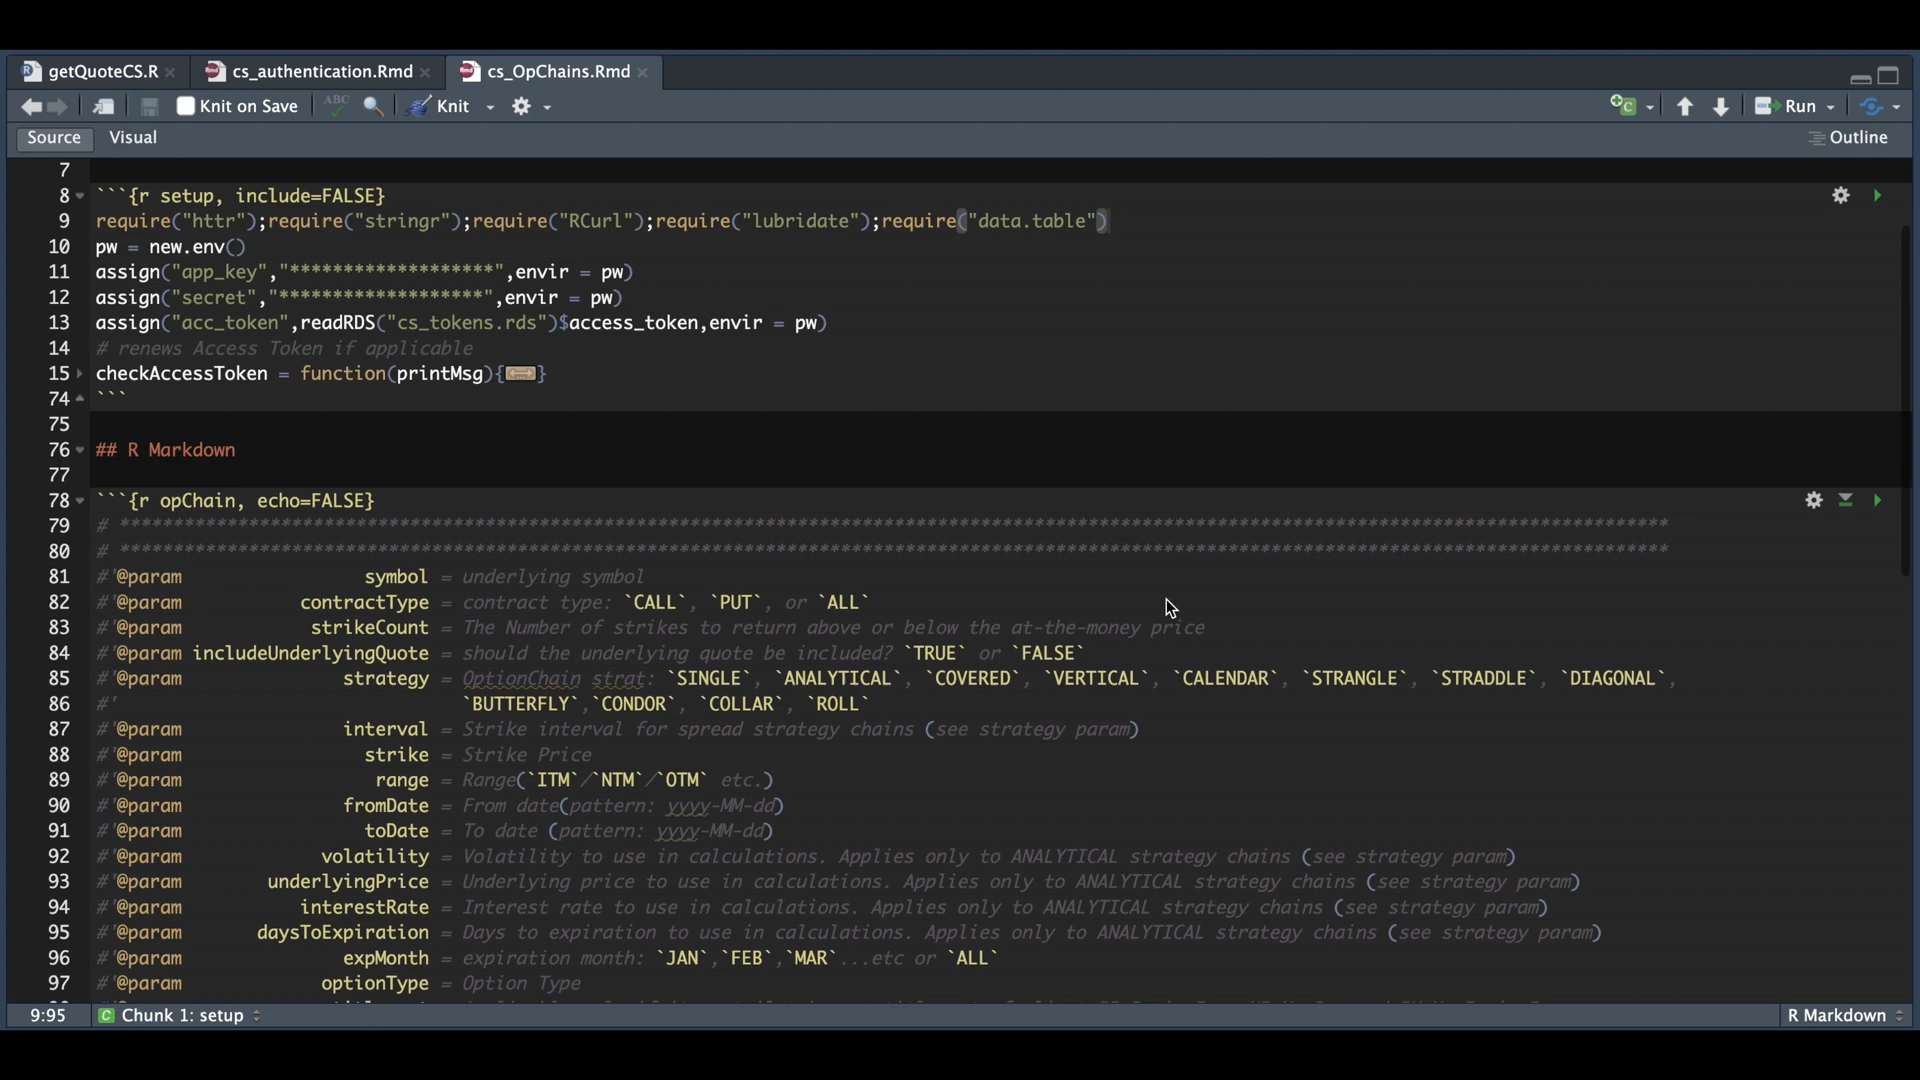 getQuoteCS.R
cs_authentication.Rmd
cs_OpChains.Rmd
Knit on Save
ABC
Knit
Run
Source
Visual
Outline
7
8 ```{r setup, include=FALSE}
9 require("httr");require("stringr");require("RCurl");require("lubridate");require("data.table")
10 pw = new.env()
11 assign("app_key","*******************",envir = pw)
12 assign("secret","*******************",envir = pw)
13 assign("acc_token",readRDS("cs_tokens.rds")$access_token,envir = pw)
14 # renews Access Token if applicable
15 checkAccessToken = function(printMsg){}
74 ```
75
76 ## R Markdown
77
78 ```{r opChain, echo=FALSE}
79 # ************************************************************************************************************************************************
80 # ************************************************************************************************************************************************
81 #'@param symbol = underlying symbol
82 #'@param contractType = contract type: `CALL`, `PUT`, or `ALL`
83 #'@param strikeCount = The Number of strikes to return above or below the at-the-money price
84 #'@param includeUnderlyingQuote = should the underlying quote be included? `TRUE` or `FALSE`
85 #'@param strategy = OptionChain strat: `SINGLE`, `ANALYTICAL`, `COVERED`, `VERTICAL`, `CALENDAR`, `STRANGLE`, `STRADDLE`, `DIAGONAL`,
86 #' `BUTTERFLY`,`CONDOR`, `COLLAR`, `ROLL`
87 #'@param interval = Strike interval for spread strategy chains (see strategy param)
88 #'@param strike = Strike Price
89 #'@param range = Range(`ITM`/`NTM`/`OTM` etc.)
90 #'@param fromDate = From date(pattern: yyyy-MM-dd)
91 #'@param toDate = To date (pattern: yyyy-MM-dd)
92 #'@param volatility = Volatility to use in calculations. Applies only to ANALYTICAL strategy chains (see strategy param)
93 #'@param underlyingPrice = Underlying price to use in calculations. Applies only to ANALYTICAL strategy chains (see strategy param)
94 #'@param interestRate = Interest rate to use in calculations. Applies only to ANALYTICAL strategy chains (see strategy param)
95 #'@param daysToExpiration = Days to expiration to use in calculations. Applies only to ANALYTICAL strategy chains (see strategy param)
96 #'@param expMonth = expiration month: `JAN`,`FEB`,`MAR`...etc or `ALL`
97 #'@param optionType = Option Type
9:95
C Chunk 1: setup
R Markdown